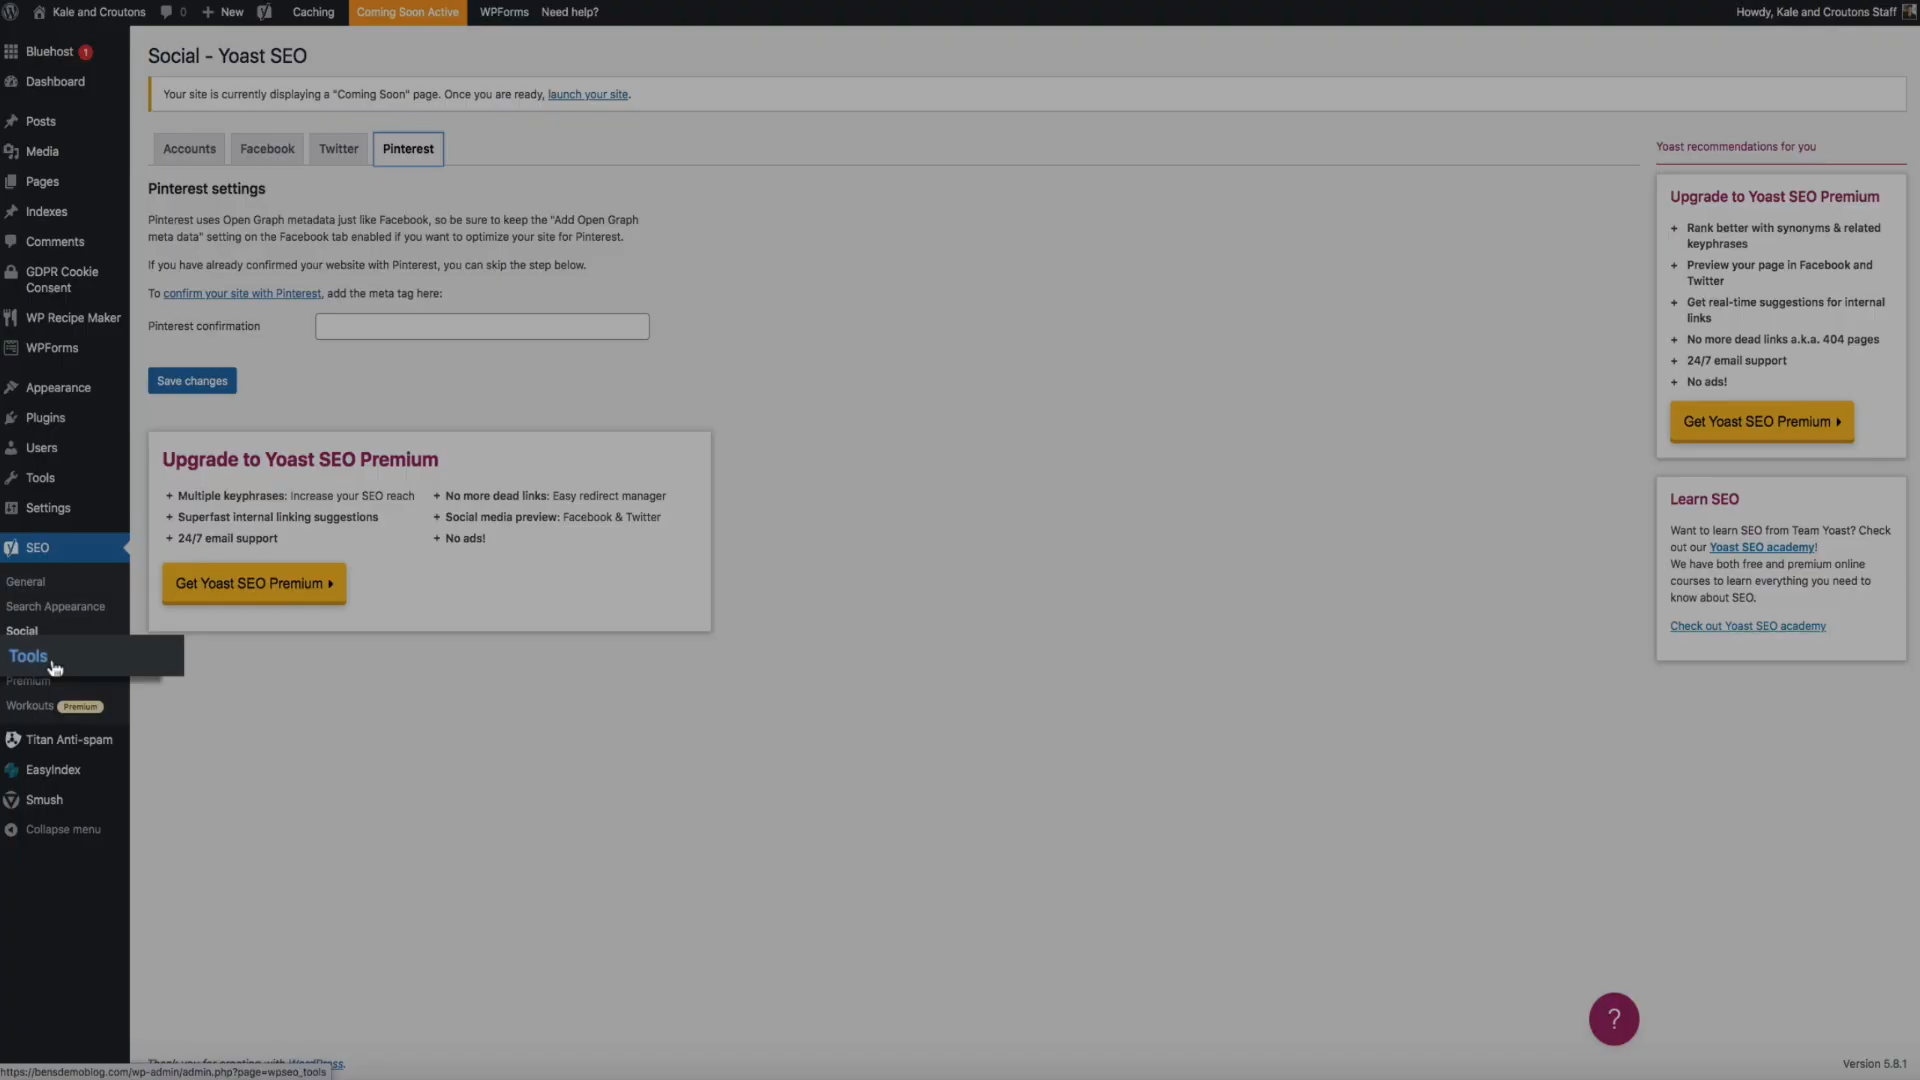 Kale and Croutons 0 New Caching Coming Soon Active WPForms Need help? Howdy, Kale and Croutons Staff
Bluehost 1
Dashboard
Posts
Media
Pages
Indexes
Comments
GDPR Cookie
Consent
WP Recipe Maker
WPForms
Appearance
Plugins
Users
Tools
Settings
SEO
General
Search Appearance
Social
Tools
Premium
Workouts Premium
Titan Anti-spam
EasyIndex
Smush
Collapse menu
Social - Yoast SEO
Your site is currently displaying a "Coming Soon" page. Once you are ready, launch your site.
Accounts Facebook Twitter Pinterest
Pinterest settings
Pinterest uses Open Graph metadata just like Facebook, so be sure to keep the "Add Open Graph
meta data" setting on the Facebook tab enabled if you want to optimize your site for Pinterest.
If you have already confirmed your website with Pinterest, you can skip the step below.
To confirm your site with Pinterest, add the meta tag here:
Pinterest confirmation
Save changes
Upgrade to Yoast SEO Premium
+ Multiple keyphrases: Increase your SEO reach
+ Superfast internal linking suggestions
+ 24/7 email support
+ No more dead links: Easy redirect manager
+ Social media preview: Facebook & Twitter
+ No ads!
Get Yoast SEO Premium
Yoast recommendations for you
Upgrade to Yoast SEO Premium
+ Rank better with synonyms & related
keyphrases
+ Preview your page in Facebook and
Twitter
+ Get real-time suggestions for internal
links
+ No more dead links a.k.a. 404 pages
+ 24/7 email support
+ No ads!
Get Yoast SEO Premium
Learn SEO
Want to learn SEO from Team Yoast? Check
out our Yoast SEO academy!
We have both free and premium online
courses to learn everything you need to
know about SEO.
Check out Yoast SEO academy
?
Thank you for creating with WordPress.
Version 5.8.1
https://bensdemoblog.com/wp-admin/admin.php?page=wpseo_tools